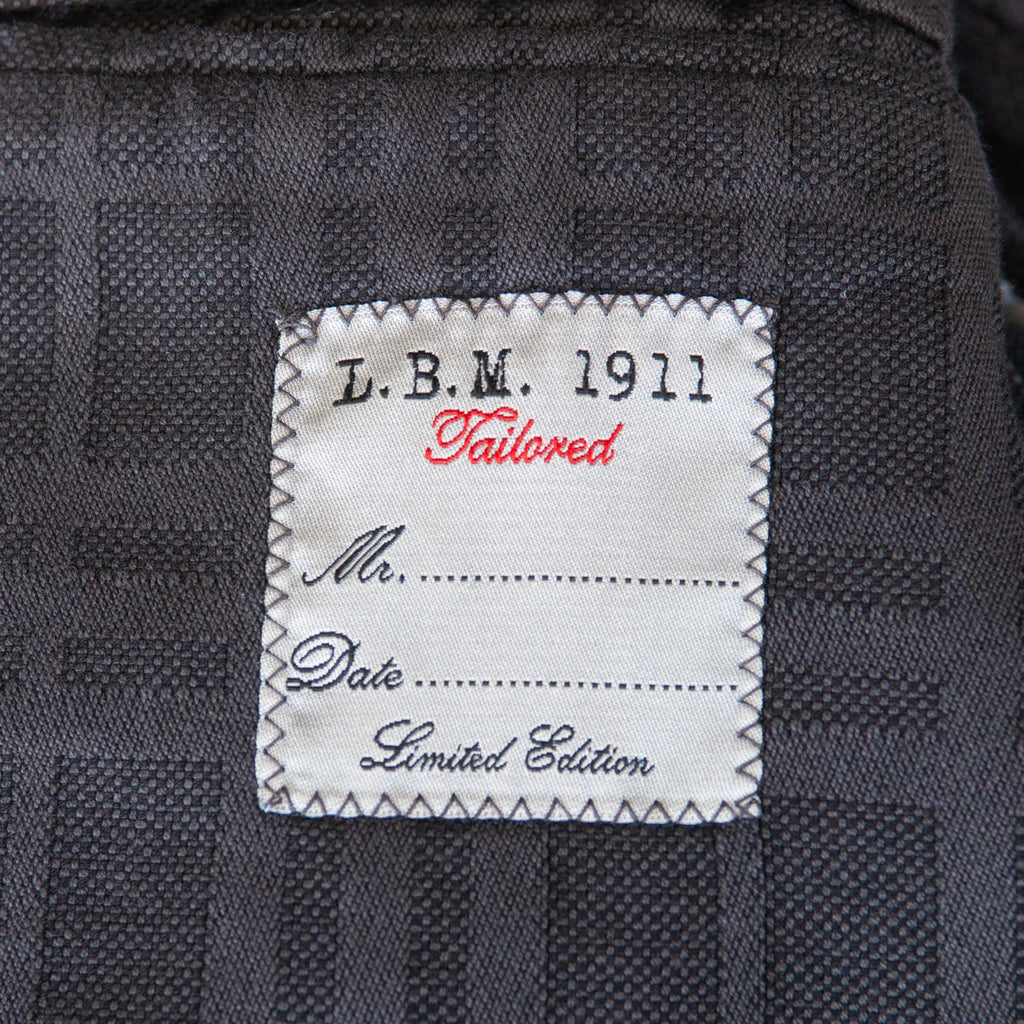 L.B.M. 1911
Tailored
Mr. ................................
Date ................................
Limited Edition